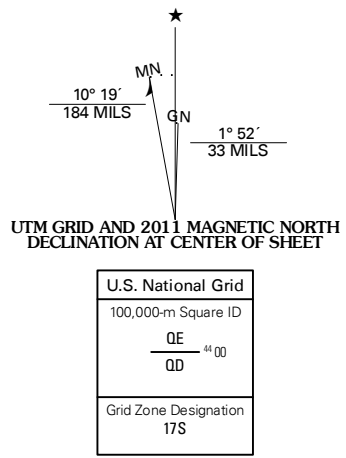 ★
MN
10° 19´
184 MILS
GN
1° 52´
33 MILS
UTM GRID AND 2011 MAGNETIC NORTH
DECLINATION AT CENTER OF SHEET
U.S. National Grid
100,000-m Square ID
QE
44 00
QD
Grid Zone Designation
17S